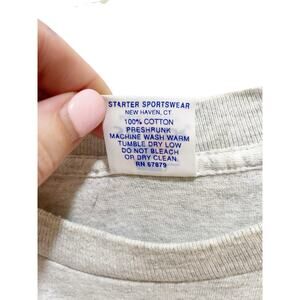 STARTER SPORTSWEAR
NEW HAVEN, CT
100% COTTON
PRESHRUNK
MACHINE WASH WARM
TUMBLE DRY LOW
DO NOT BLEACH
OR DRY CLEAN.
RN 57879